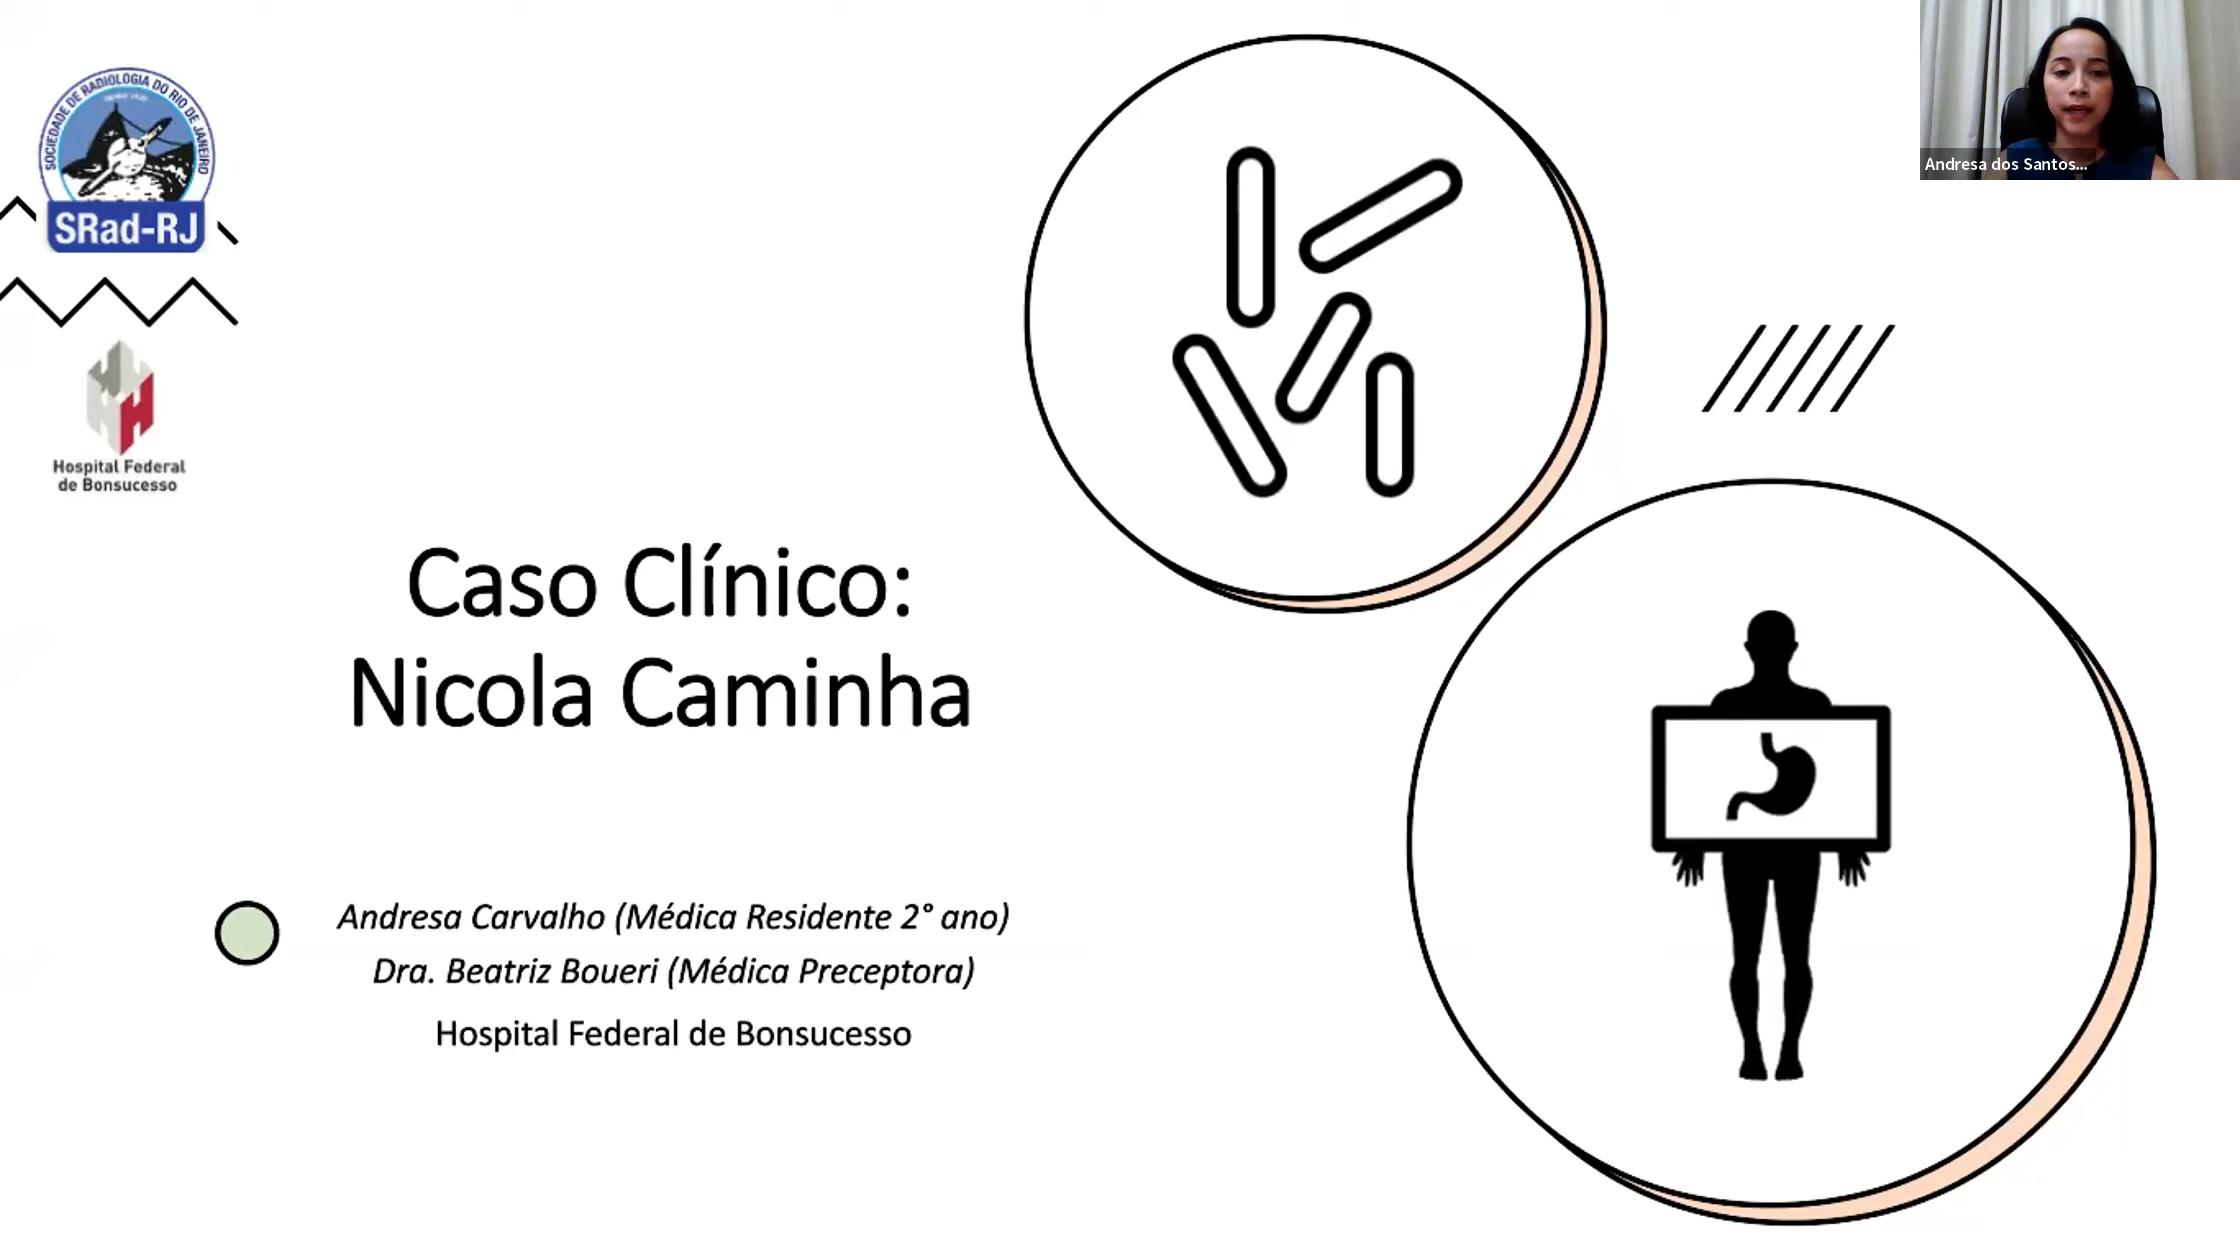 SOCIEDADE DE RADIOLOGIA DO RIO DE JANEIRO
SRad-RJ
Hospital Federal
de Bonsucesso
Caso Clínico:
Nicola Caminha
Andresa Carvalho (Médica Residente 2° ano)
Dra. Beatriz Boueri (Médica Preceptora)
Hospital Federal de Bonsucesso
Andresa dos Santos...